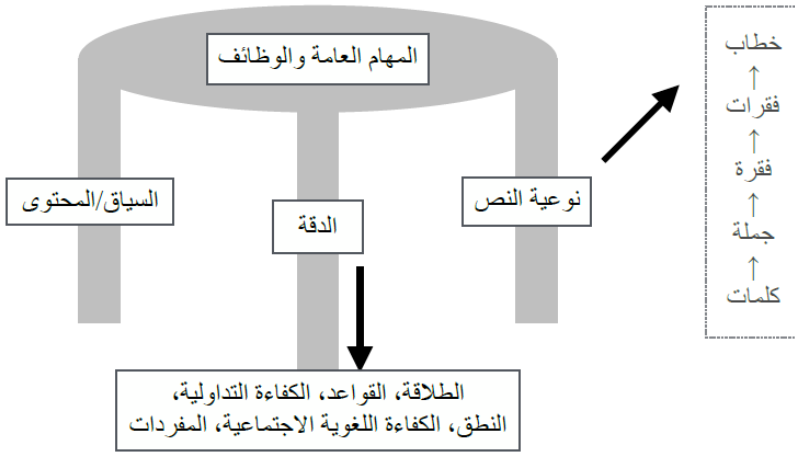 المهام العامة والوظائف
نوعية النص
الدقة
السياق/المحتوى
الطلاقة، القواعد، الكفاءة التداولية،
النطق، الكفاءة اللغوية الاجتماعية، المفردات
خطاب
↑
فقرات
↑
فقرة
↑
جملة
↑
كلمات